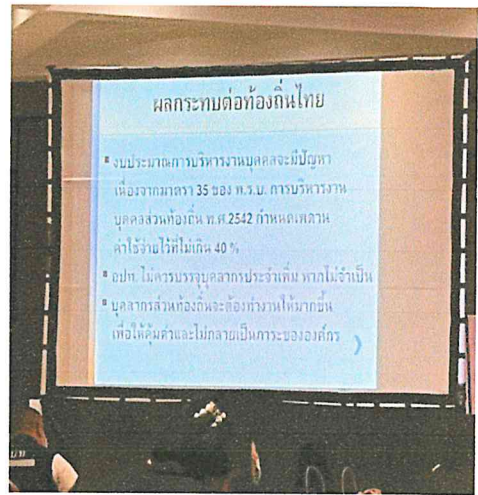 ผลกระทบต่อท้องถิ่นไทย
▪ งบประมาณการบริหารงานบุคคลจะมีปัญหา
เนื่องจากมาตรา 35 ของ พ.ร.บ. การบริหารงาน
บุคคลส่วนท้องถิ่น พ.ศ.2542 กำหนดเพดาน
ค่าใช้จ่ายไว้ที่ไม่เกิน 40 %
▪ อปท. ไม่ควรบรรจุบุคลากรประจำเพิ่ม หากไม่จำเป็น
▪ บุคลากรส่วนท้องถิ่นจะต้องทำงานให้มากขึ้น
เพื่อให้คุ้มค่าและไม่กลายเป็นภาระขององค์กร